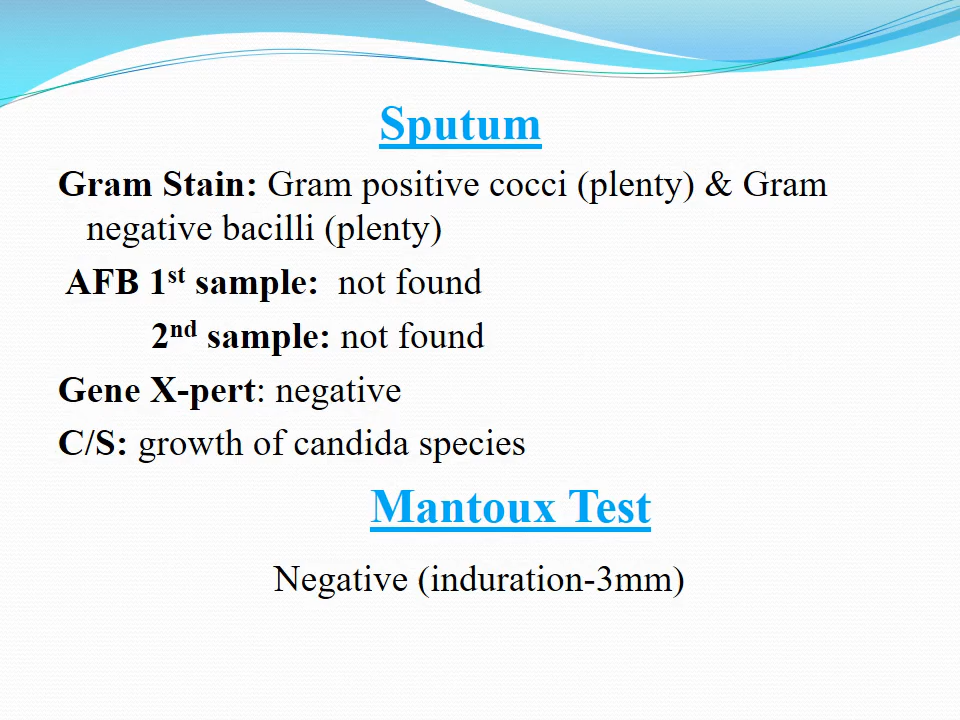 Sputum
Gram Stain: Gram positive cocci (plenty) & Gram
negative bacilli (plenty)
AFB 1st sample: not found
2nd sample: not found
Gene X-pert: negative
C/S: growth of candida species
Mantoux Test
Negative (induration-3mm)